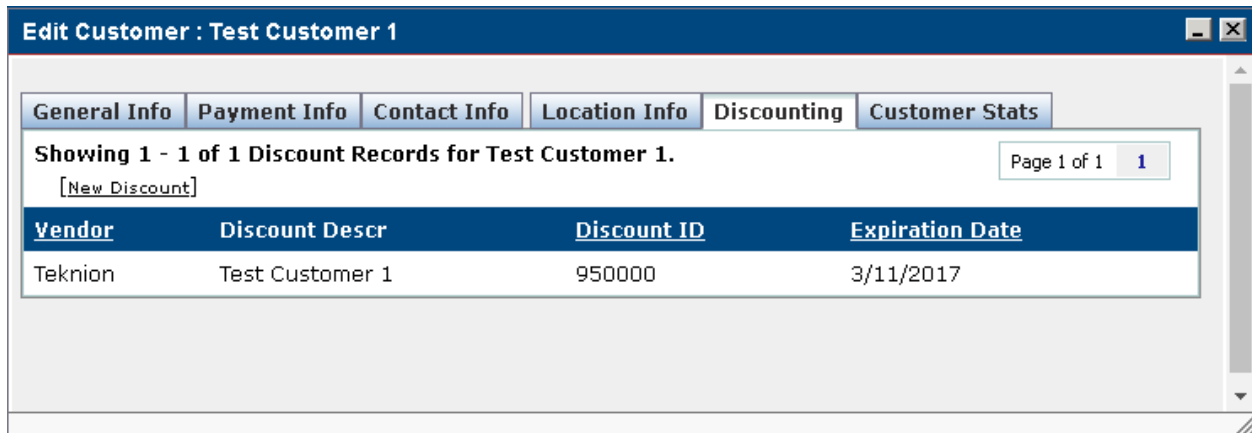 Edit Customer : Test Customer 1
General Info Payment Info Contact Info Location Info Discounting Customer Stats
Showing 1 - 1 of 1 Discount Records for Test Customer 1. Page 1 of 1 1
[New Discount]
Vendor Discount Descr Discount ID Expiration Date
Teknion Test Customer 1 950000 3/11/2017